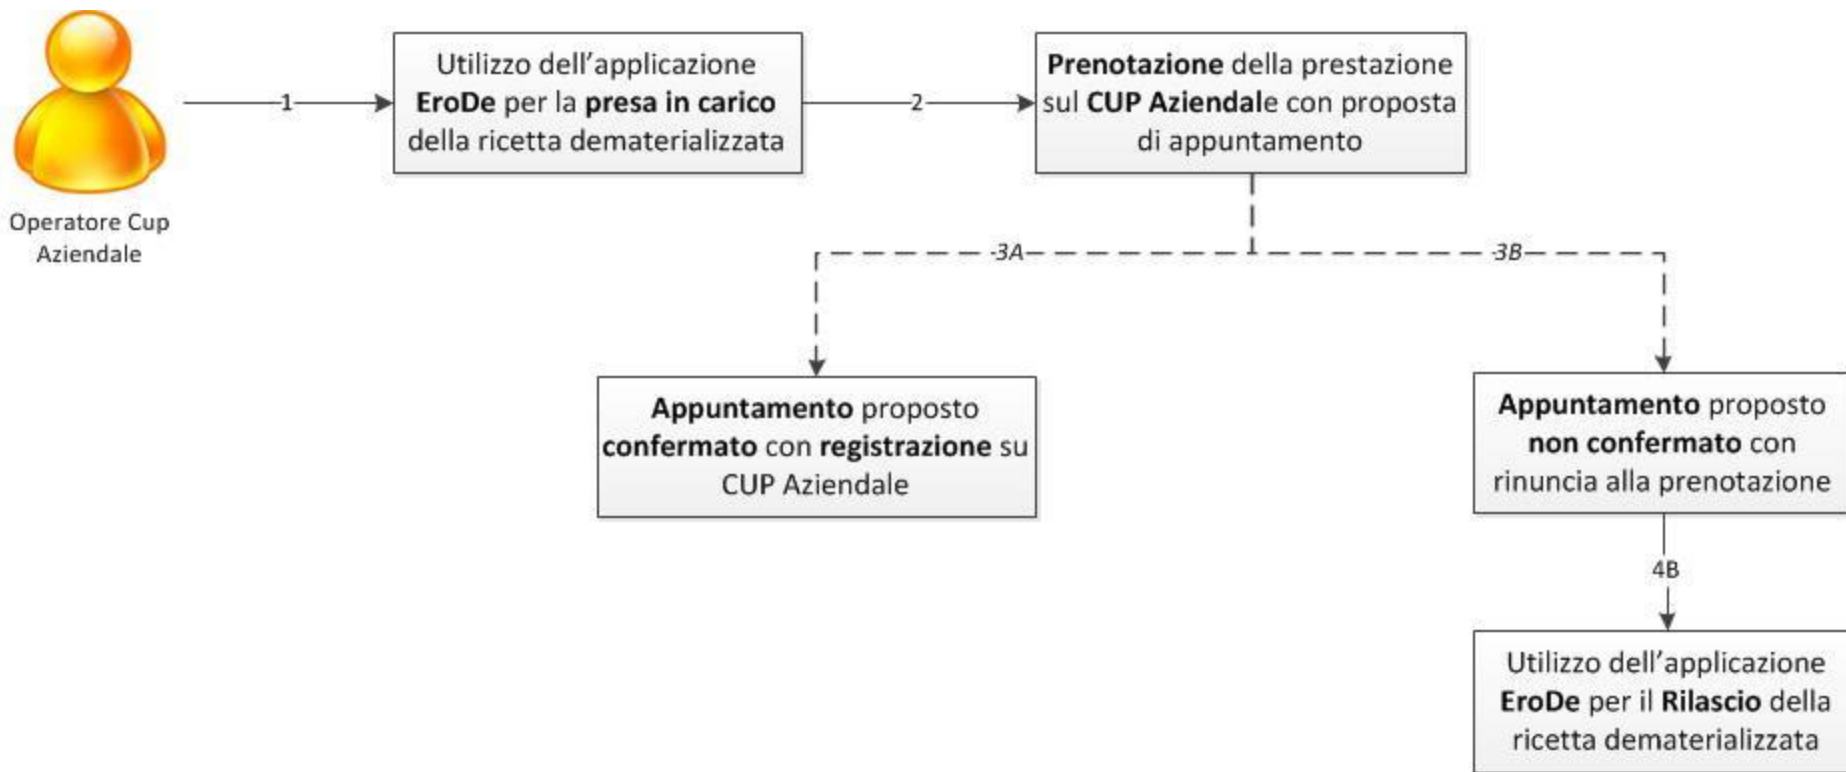 Operatore Cup
Aziendale
1
Utilizzo dell'applicazione
EroDe per la presa in carico
della ricetta dematerializzata
2
Prenotazione della prestazione
sul CUP Aziendale con proposta
di appuntamento
3A
3B
Appuntamento proposto
confermato con registrazione su
CUP Aziendale
Appuntamento proposto
non confermato con
rinuncia alla prenotazione
4B
Utilizzo dell'applicazione
EroDe per il Rilascio della
ricetta dematerializzata